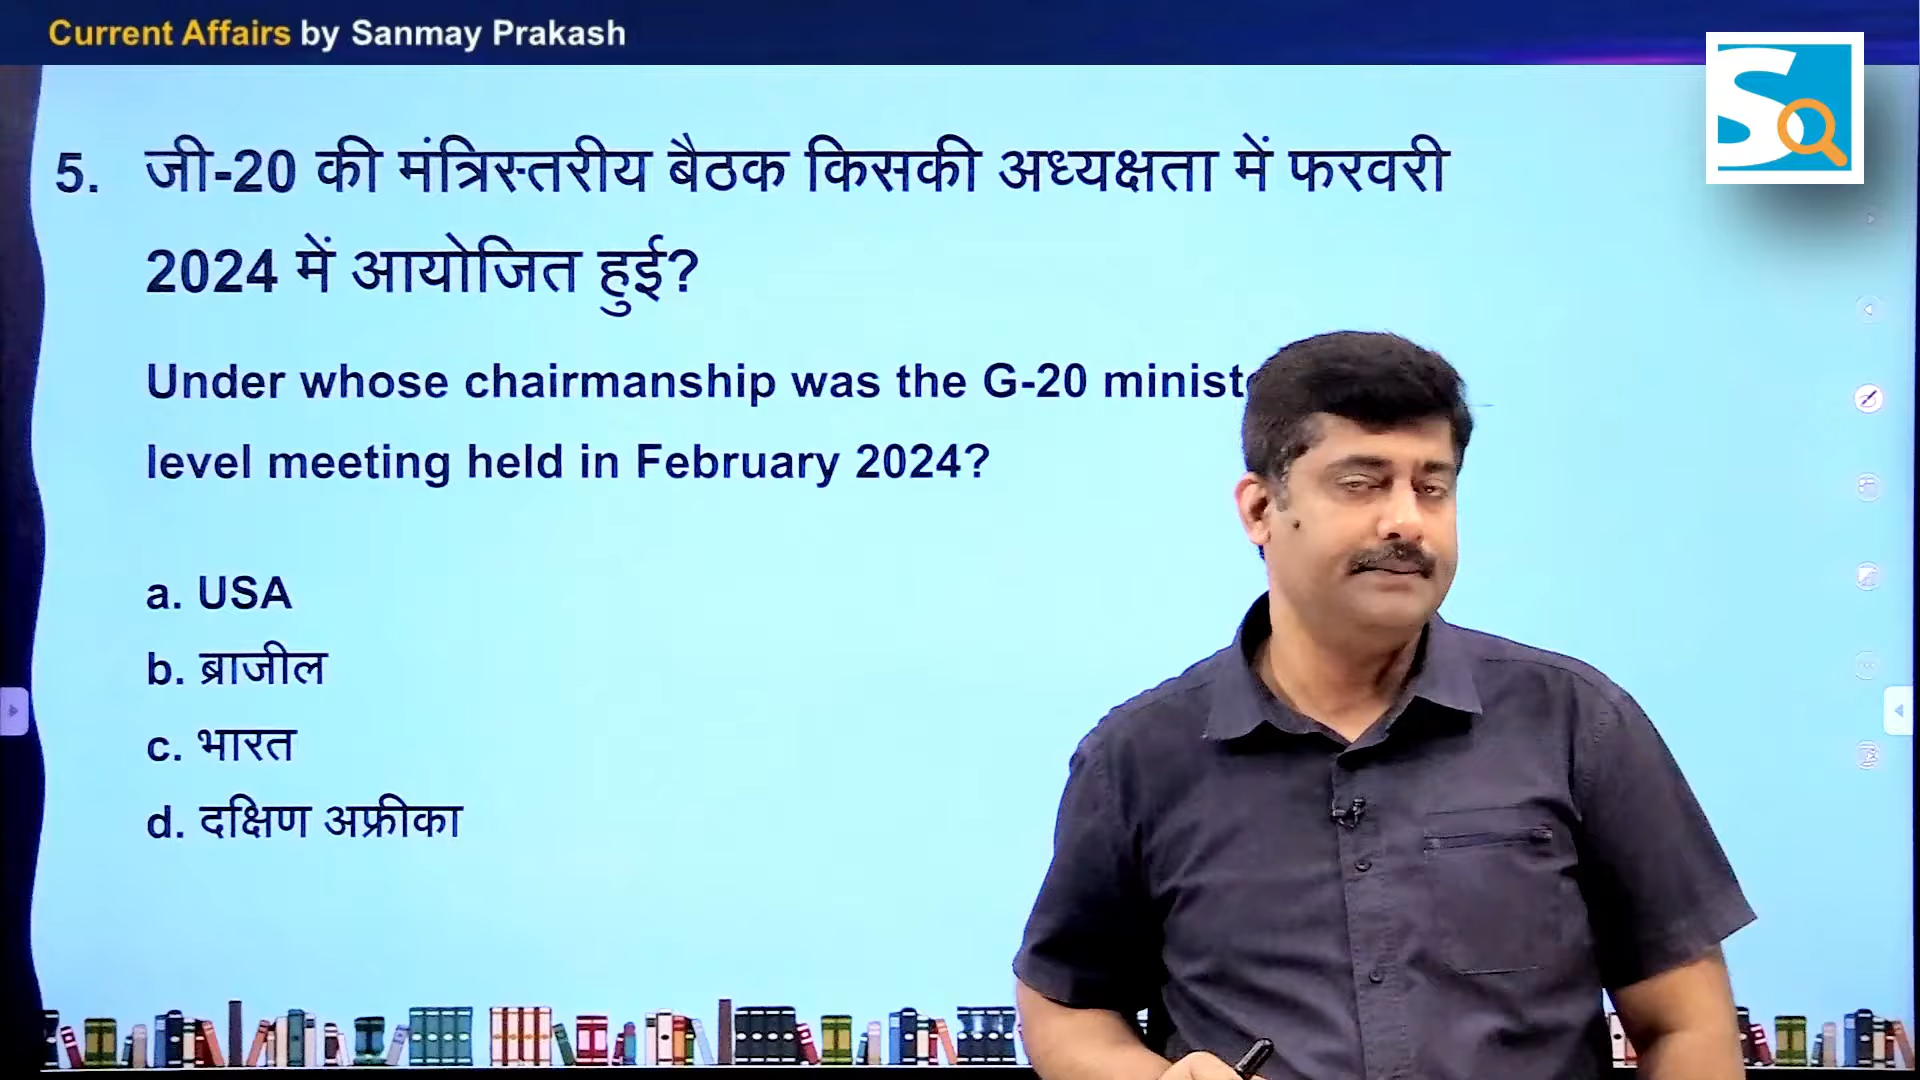 Current Affairs by Sanmay Prakash
5. जी-20 की मंत्रिस्तरीय बैठक किसकी अध्यक्षता में फरवरी
2024 में आयोजित हुई?
Under whose chairmanship was the G-20
level meeting held in February 2024?
a. USA
b. ब्राजील
c. भारत
d. दक्षिण अफ्रीका